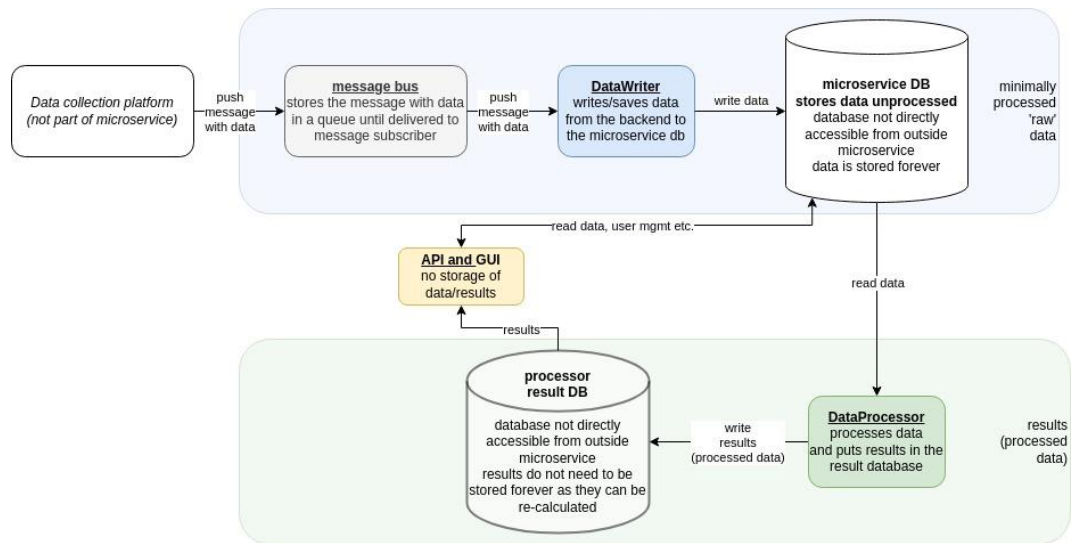 Data collection platform
(not part of microservice)
push
message
with data
message bus
stores the message with data
in a queue until delivered to
message subscriber
push
message
with data
DataWriter
writes/saves data
from the backend to
the microservice db
write data
microservice DB
stores data unprocessed
database not directly
accessible from outside
microservice
data is stored forever
minimally
processed
'raw'
data
read data, user mgmt etc.
API and GUI
no storage of
data/results
read data
results
processor
result DB
database not directly
accessible from outside
microservice
results do not need to be
stored forever as they can be
re-calculated
write
results
(processed data)
DataProcessor
processes data
and puts results in the
result database
results
(processed
data)